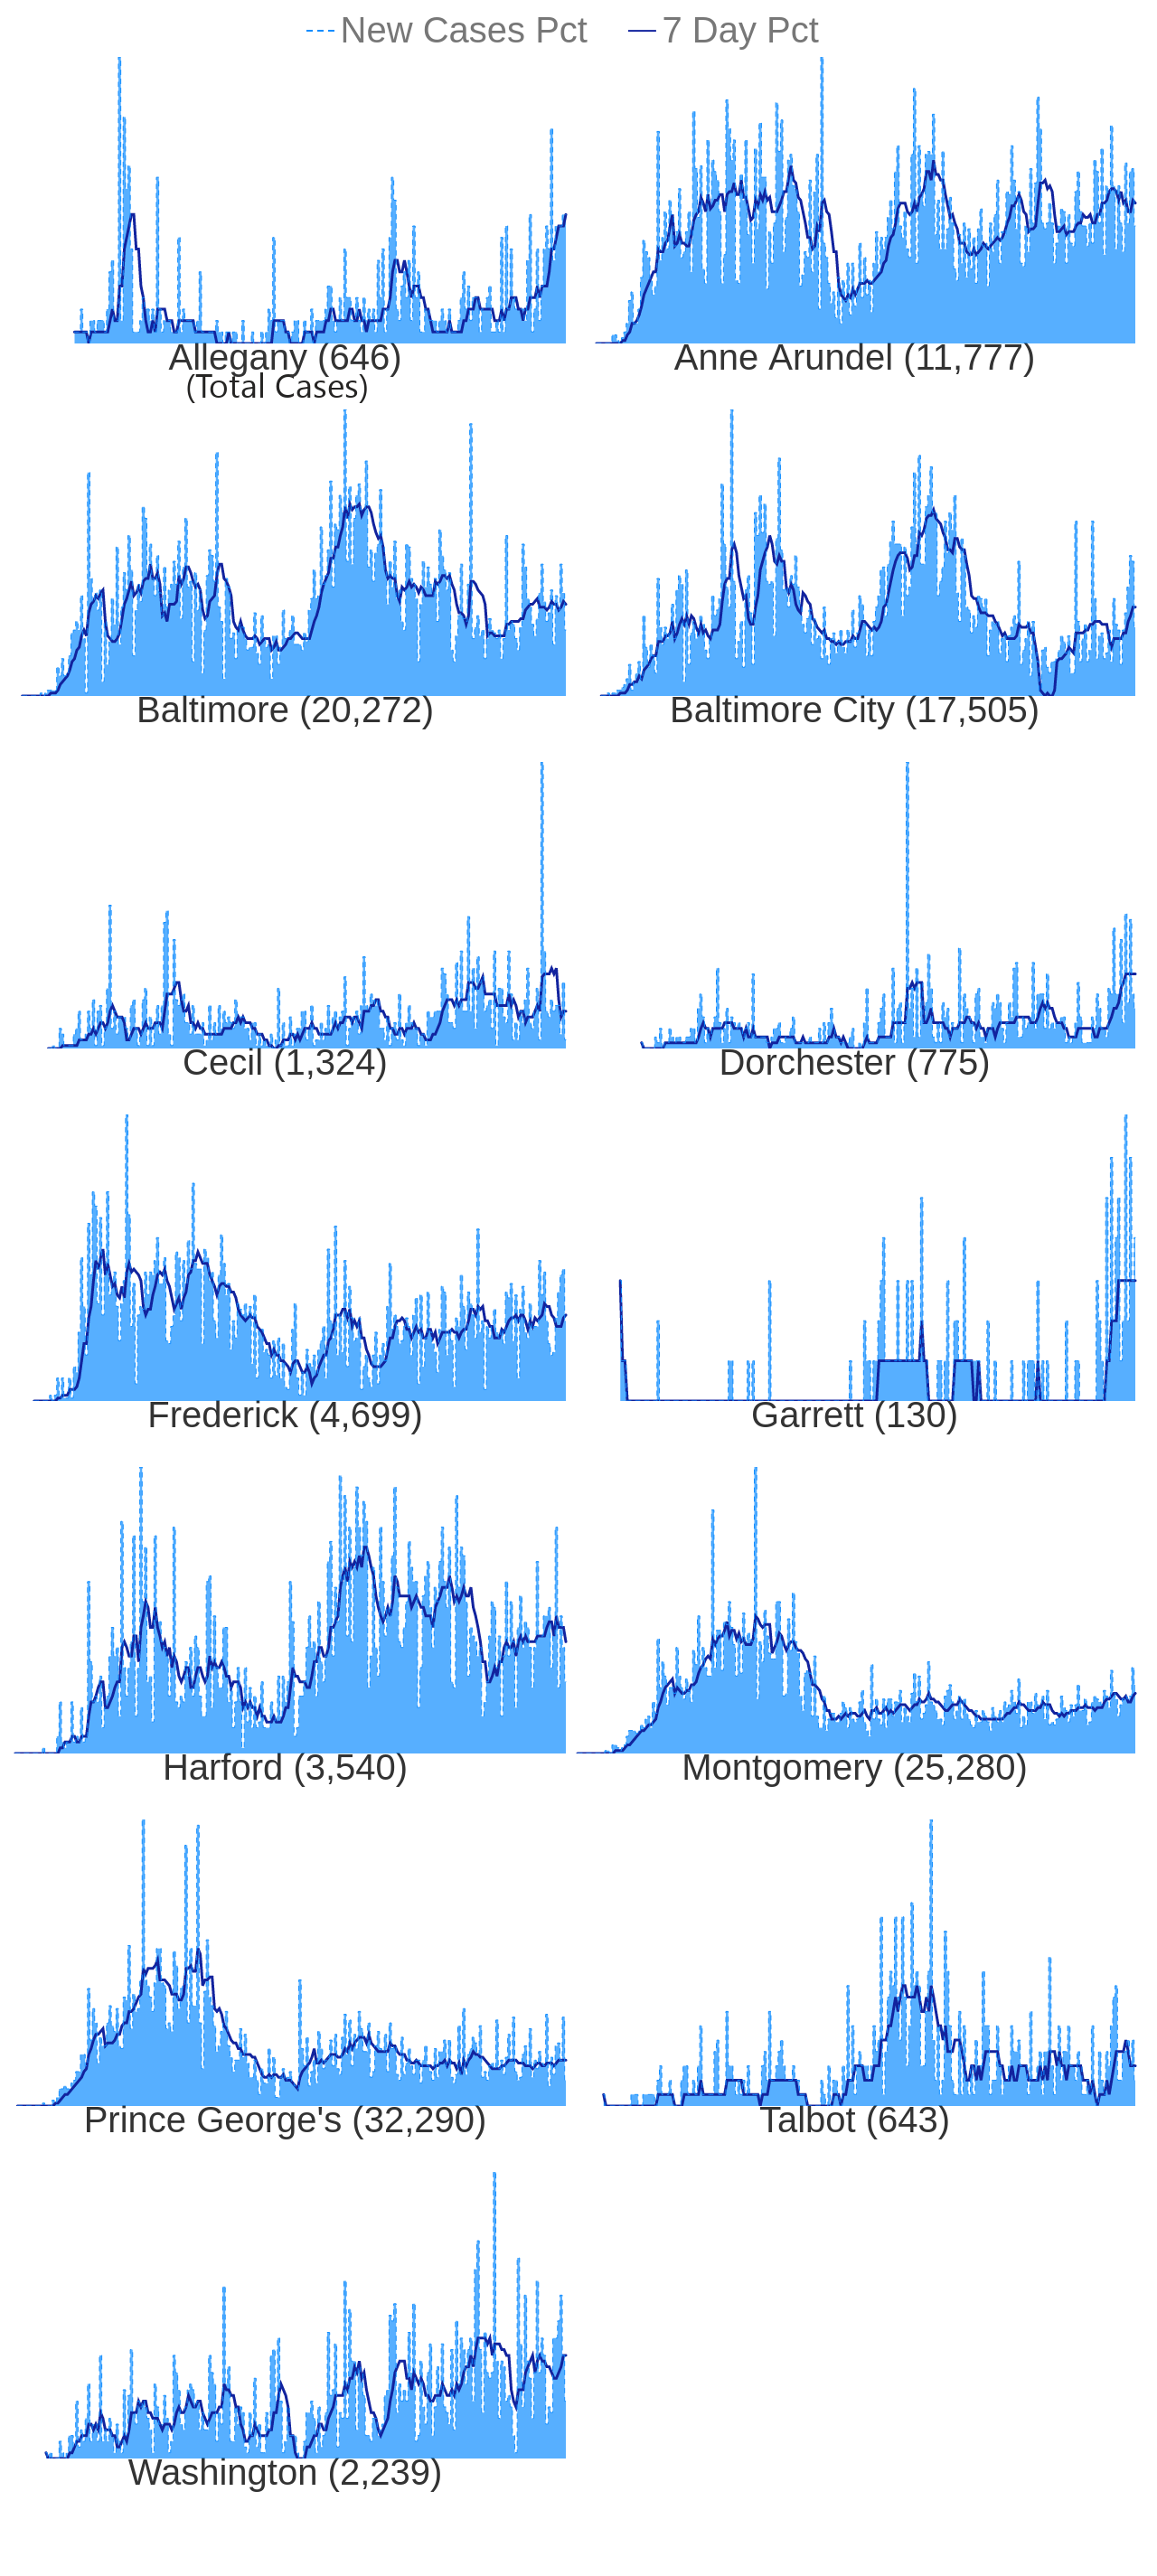 New Cases Pct 7 Day Pct
Allegany (646) Anne Arundel (11,777)
(Total Cases)
Baltimore (20,272) Baltimore City (17,505)
Cecil (1,324) Dorchester (775)
Frederick (4,699) Garrett (130)
Harford (3,540) Montgomery (25,280)
Prince George's (32,290) Talbot (643)
Washington (2,239)